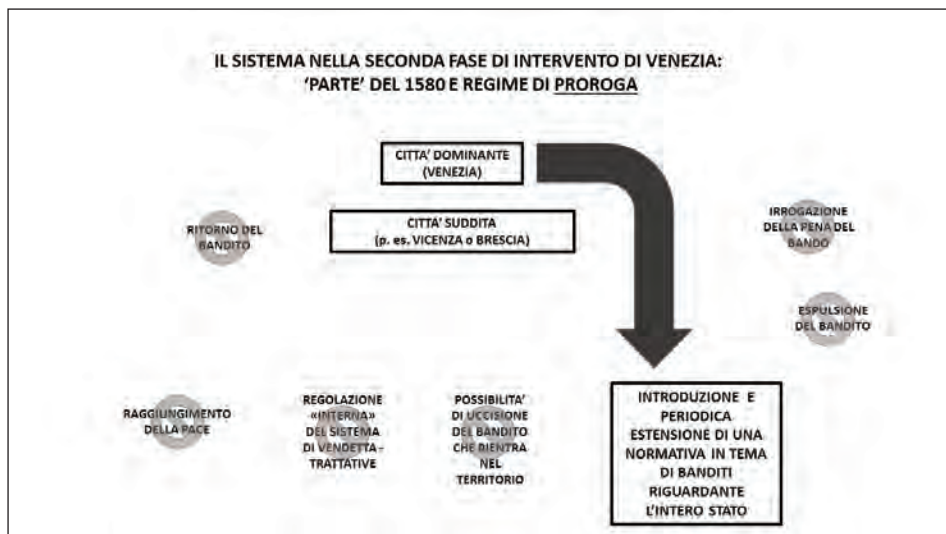 IL SISTEMA NELLA SECONDA FASE DI INTERVENTO DI VENEZIA:
'PARTE' DEL 1580 E REGIME DI PROROGA
CITTA' DOMINANTE
(VENEZIA)
CITTA' SUDDITA
(p. es. VICENZA o BRESCIA)
RITORNO DEL
BANDITO
IRROGAZIONE
DELLA PENA DEL
BANDO
ESPULSIONE
DEL BANDITO
RAGGIUNGIMENTO
DELLA PACE
REGOLAZIONE
«INTERNA»
DEL SISTEMA
DI VENDETTA-
TRATTATIVE
POSSIBILITA'
DI UCCISIONE
DEL BANDITO
CHE RIENTRA
NEL
TERRITORIO
INTRODUZIONE E
PERIODICA
ESTENSIONE DI UNA
NORMATIVA IN TEMA
DI BANDITI
RIGUARDANTE
L'INTERO STATO